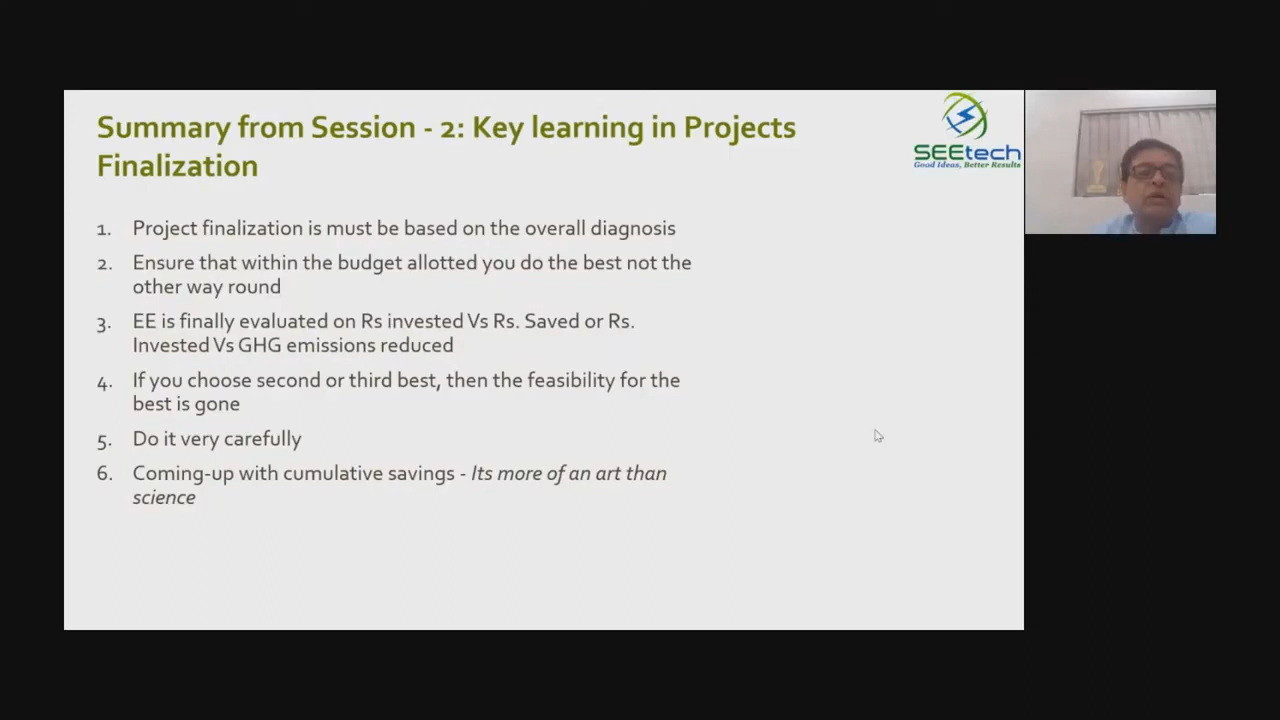 Summary from Session - 2: Key learning in Projects
Finalization
SEEtech
Good Ideas, Better Results
1. Project finalization is must be based on the overall diagnosis
2. Ensure that within the budget allotted you do the best not the
other way round
3. EE is finally evaluated on Rs invested Vs Rs. Saved or Rs.
Invested Vs GHG emissions reduced
4. If you choose second or third best, then the feasibility for the
best is gone
5. Do it very carefully
6. Coming-up with cumulative savings - Its more of an art than
science